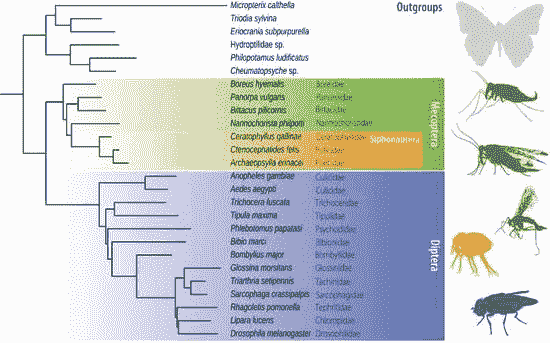 Outgroups
Micropterix calthella
Triodia sylvina
Eriocrania subpurpurella
Hydroptilidae sp.
Philopotamus ludificatus
Cheumatopsyche sp.
Boreus hyemalis Boreidae
Panorpa vulgaris Panorpidae
Bittacus pilicornis Bittacidae
Nannochorista philpotti Nannochoristidae
Ceratophyllus gallinae
Ctenocephalides felis
Archaeopsylla erinacei
Siphonaptera
Mecoptera
Anopheles gambiae Culicidae
Aedes aegypti Culicidae
Trichocera fuscata Trichoceridae
Tipula maxima Tipulidae
Phlebotomus papatasi Psychodidae
Bibio marci Bibionidae
Bombylius major Bombyliidae
Glossina morsitans Glossinidae
Triarthria setipennis Tachinidae
Sarcophaga crassipalpis Sarcophagidae
Rhagoletis pomonella Tephritidae
Lipara lucens Chloropidae
Drosophila melanogaster Drosophilidae
Diptera